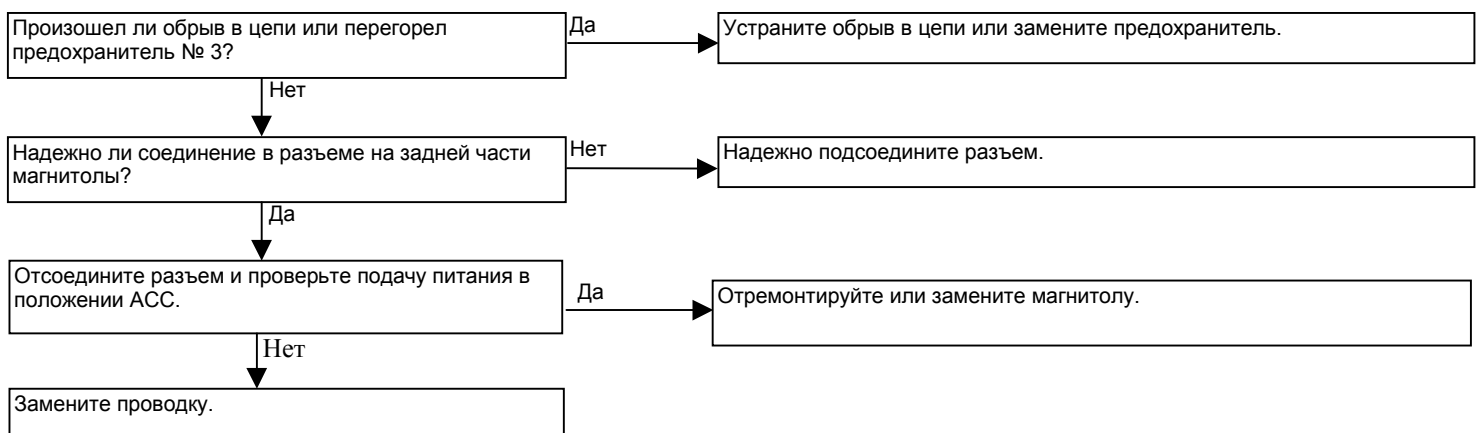 Произошел ли обрыв в цепи или перегорел
предохранитель № 3?
Да
Устраните обрыв в цепи или замените предохранитель.
Нет
Надежно ли соединение в разъеме на задней части
магнитолы?
Нет
Надежно подсоедините разъем.
Да
Отсоедините разъем и проверьте подачу питания в
положении ACC.
Да
Отремонтируйте или замените магнитолу.
Нет
Замените проводку.